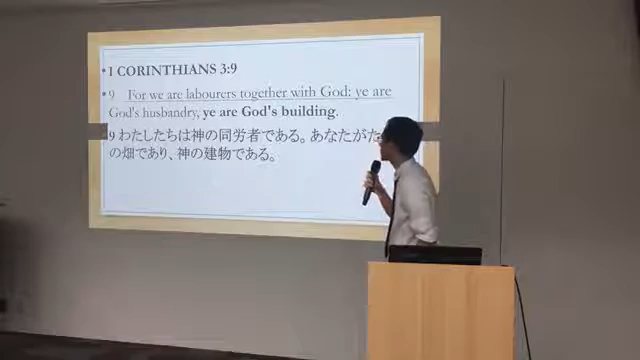 • 1 CORINTHIANS 3:9
• 9 For we are labourers together with God: ye are
God's husbandry, ye are God's building.
9 わたしたちは神の同労者である。あなたがた
の畑であり、神の建物である。